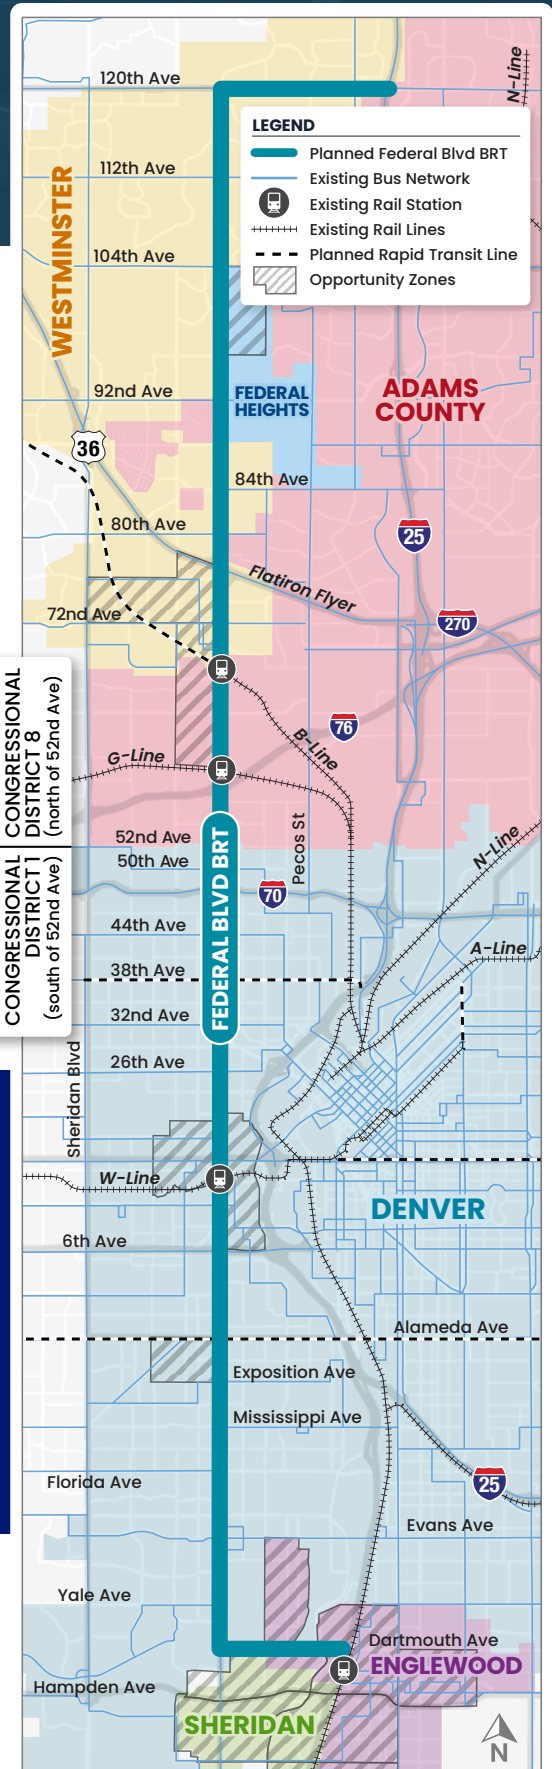 120th Ave
N-Line
LEGEND
Planned Federal Blvd BRT
Existing Bus Network
Existing Rail Station
Existing Rail Lines
Planned Rapid Transit Line
Opportunity Zones
112th Ave
WESTMINSTER
104th Ave
92nd Ave
FEDERAL
HEIGHTS
ADAMS
COUNTY
36
84th Ave
80th Ave
25
Flatiron Flyer
72nd Ave
270
CONGRESSIONAL
DISTRICT 8
(north of 52nd Ave)
76
B-Line
G-Line
52nd Ave
50th Ave
Pecos St
N-Line
CONGRESSIONAL
DISTRICT 1
(south of 52nd Ave)
FEDERAL BLVD BRT
70
44th Ave
A-Line
38th Ave
32nd Ave
26th Ave
Sheridan Blvd
W-Line
DENVER
6th Ave
Alameda Ave
Exposition Ave
Mississippi Ave
Florida Ave
25
Evans Ave
Yale Ave
Dartmouth Ave
ENGLEWOOD
Hampden Ave
SHERIDAN
N